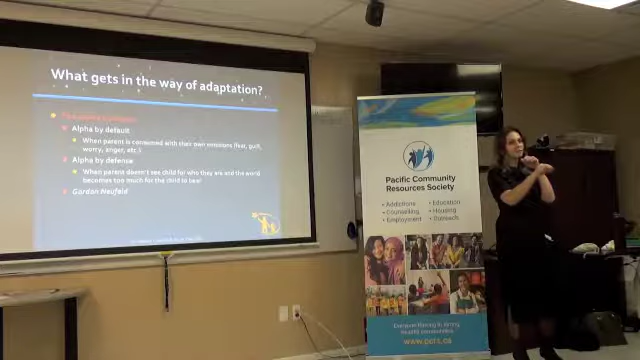 What gets in the way of adaptation?
Alpha by default
When parent is consumed with their own emotions (fear, guilt,
worry, anger, etc.)
Alpha by defence
When parent doesn't see child for who they are and the world
becomes too much for the child to bear
Gordon Neufeld
Pacific Community
Resources Society
• Addictions
• Education
• Counselling
• Housing
• Employment
• Outreach
www.pcrs.ca